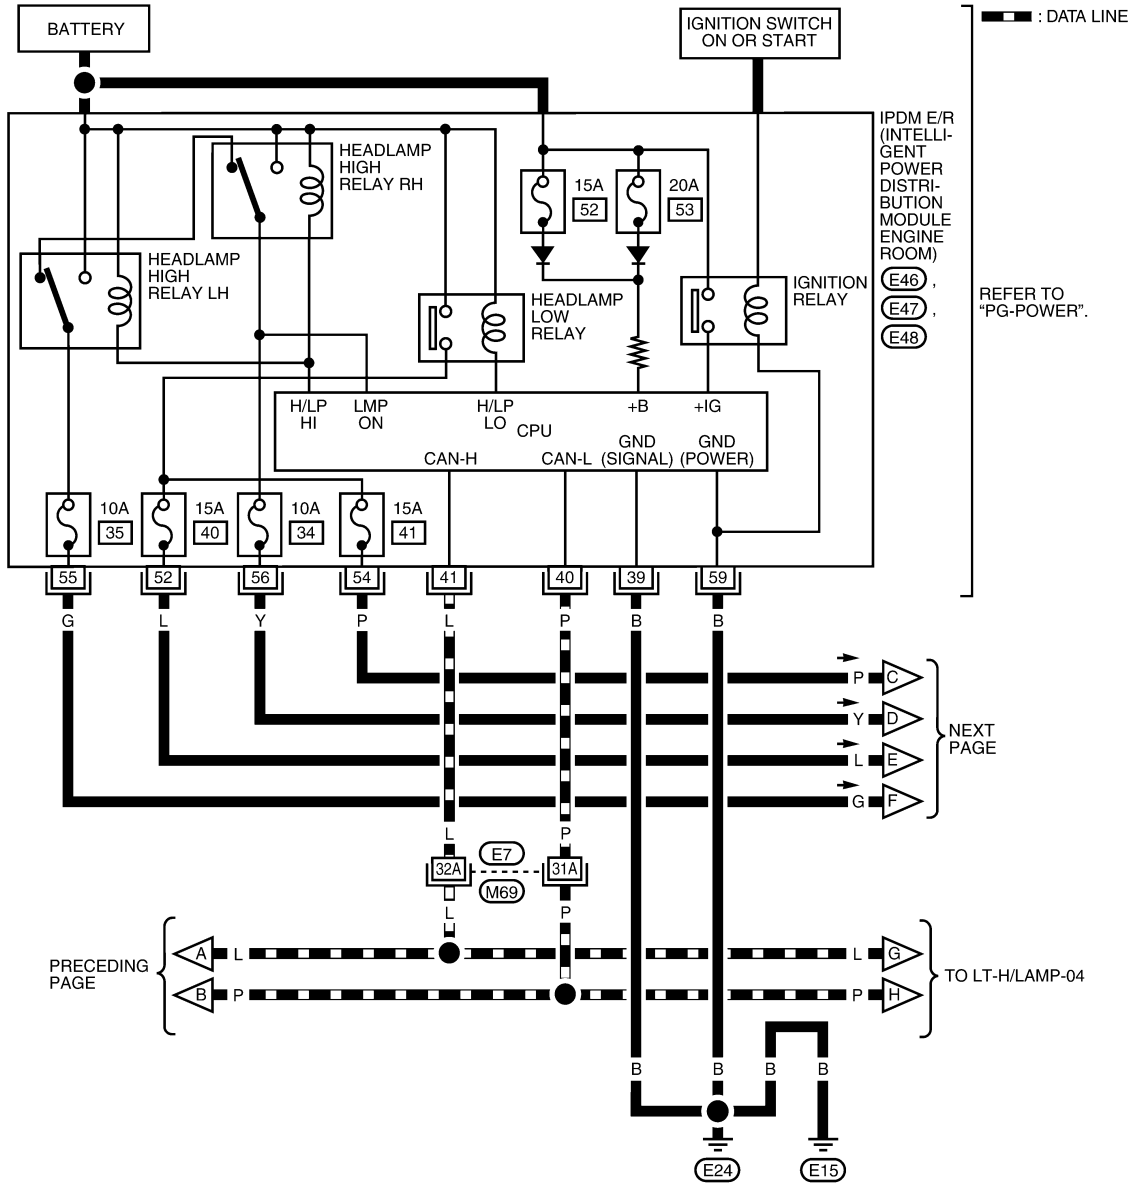 BATTERY
IGNITION SWITCH
ON OR START
: DATA LINE
IPDM E/R
(INTELLI-
GENT
POWER
DISTRI-
BUTION
MODULE
ENGINE
ROOM)
E46 ,
E47 ,
E48
REFER TO
“PG-POWER”.
HEADLAMP
HIGH
RELAY RH
15A
52
20A
53
HEADLAMP
HIGH
RELAY LH
HEADLAMP
LOW
RELAY
IGNITION
RELAY
H/LP
HI
LMP
ON
H/LP
LO
+B
+IG
CPU
CAN-H
CAN-L
GND
(SIGNAL)
GND
(POWER)
10A
35
15A
40
10A
34
15A
41
55
52
56
54
41
40
39
59
G
L
Y
P
L
P
B
B
P
C
Y
D
L
E
G
F
NEXT
PAGE
L
P
32A
E7
M69
31A
L
P
PRECEDING
PAGE
A
L
L
G
B
P
P
H
TO LT-H/LAMP-04
B
B
B
B
E24
E15